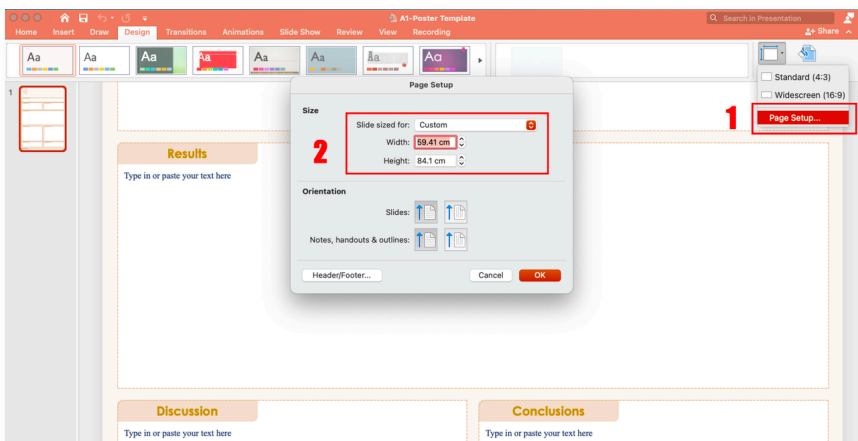 A1-Poster Template
Search in Presentation
Home Insert Draw Design Transitions Animations Slide Show Review View Recording
Share
Aa Aa Aa Aa Aa Aa Aa Aa
Standard (4:3)
Widescreen (16:9)
1
Page Setup...
1
Page Setup
Size
Slide sized for: Custom
2
Width: 59.41 cm
Height: 84.1 cm
Orientation
Slides:
Notes, handouts & outlines:
Header/Footer... Cancel OK
Results
Type in or paste your text here
Discussion
Conclusions
Type in or paste your text here
Type in or paste your text here